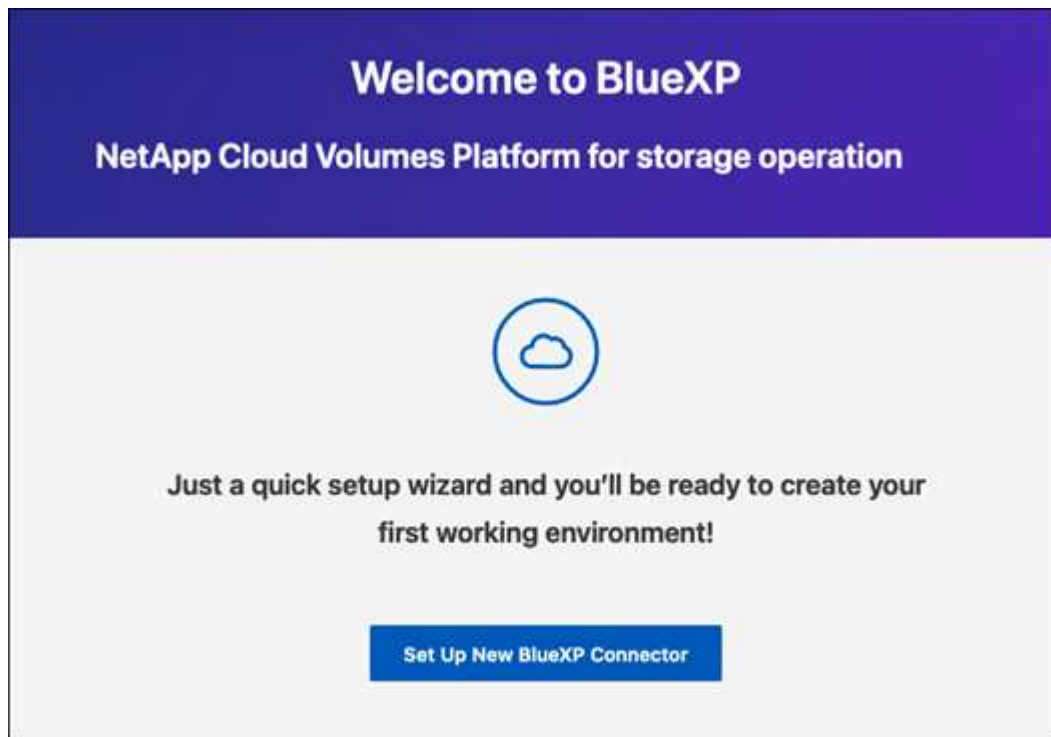 Welcome to BlueXP
NetApp Cloud Volumes Platform for storage operation
Just a quick setup wizard and you'll be ready to create your
first working environment!
Set Up New BlueXP Connector